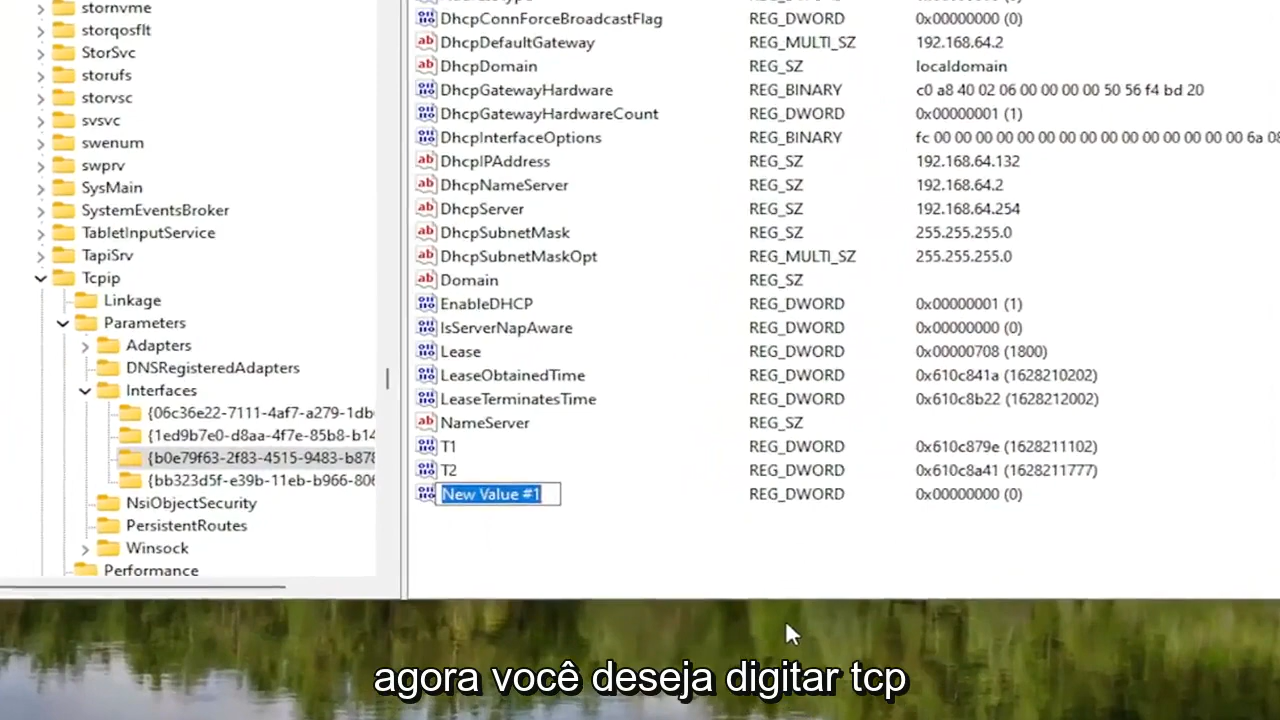 stornvme
storqosflt
StorSvc
storufs
storvsc
svsvc
swenum
swprv
SysMain
SystemEventsBroker
TabletInputService
TapiSrv
Tcpip
Linkage
Parameters
Adapters
DNSRegisteredAdapters
Interfaces
{06c36e22-7111-4af7-a279-1db
{1ed9b7e0-d8aa-4f7e-85b8-b14
{b0e79f63-2f83-4515-9483-b878
{bb323d5f-e39b-11eb-b966-806
NsiObjectSecurity
PersistentRoutes
Winsock
Performance
DhcpConnForceBroadcastFlag REG_DWORD 0x00000000 (0)
DhcpDefaultGateway REG_MULTI_SZ 192.168.64.2
DhcpDomain REG_SZ localdomain
DhcpGatewayHardware REG_BINARY c0 a8 40 02 06 00 00 00 00 50 56 f4 bd 20
DhcpGatewayHardwareCount REG_DWORD 0x00000001 (1)
DhcpInterfaceOptions REG_BINARY fc 00 00 00 00 00 00 00 00 00 00 00 00 00 00 00 6a 08
DhcpIPAddress REG_SZ 192.168.64.132
DhcpNameServer REG_SZ 192.168.64.2
DhcpServer REG_SZ 192.168.64.254
DhcpSubnetMask REG_SZ 255.255.255.0
DhcpSubnetMaskOpt REG_MULTI_SZ 255.255.255.0
Domain REG_SZ
EnableDHCP REG_DWORD 0x00000001 (1)
IsServerNapAware REG_DWORD 0x00000000 (0)
Lease REG_DWORD 0x00000708 (1800)
LeaseObtainedTime REG_DWORD 0x610c841a (1628210202)
LeaseTerminatesTime REG_DWORD 0x610c8b22 (1628212002)
NameServer REG_SZ
T1 REG_DWORD 0x610c879e (1628211102)
T2 REG_DWORD 0x610c8a41 (1628211777)
New Value #1 REG_DWORD 0x00000000 (0)
agora você deseja digitar tcp